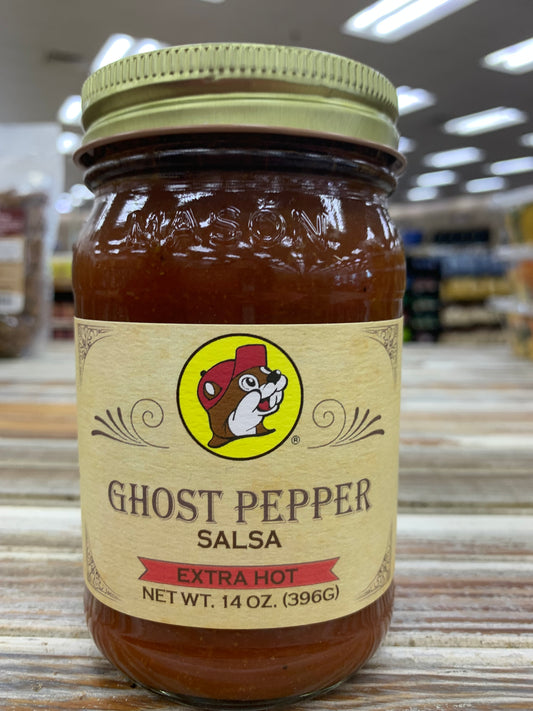 MASON
®
GHOST PEPPER
SALSA
EXTRA HOT
NET WT. 14 OZ. (396G)